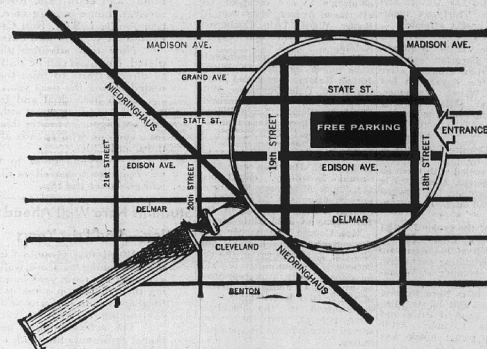 MADISON AVE.
MADISON AVE.
GRAND AVE
NIEDRINGHAUS
STATE ST.
STATE ST.
FREE PARKING
ENTRANCE
19th STREET
18th STREET
21st STREET
20th STREET
EDISON AVE.
EDISON AVE.
DELMAR
DELMAR
CLEVELAND
NIEDRINGHAUS
BENTON